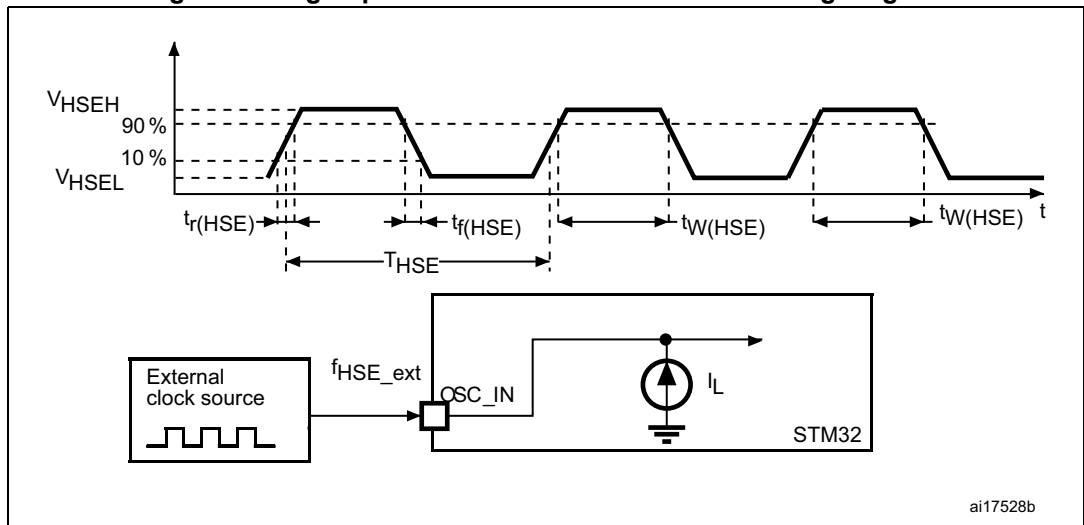 VHSEH
90 %
10 %
VHSEL
tr(HSE)
tf(HSE)
tW(HSE)
tW(HSE)
t
THSE
External
clock source
fHSE_ext
OSC_IN
IL
STM32
ai17528b